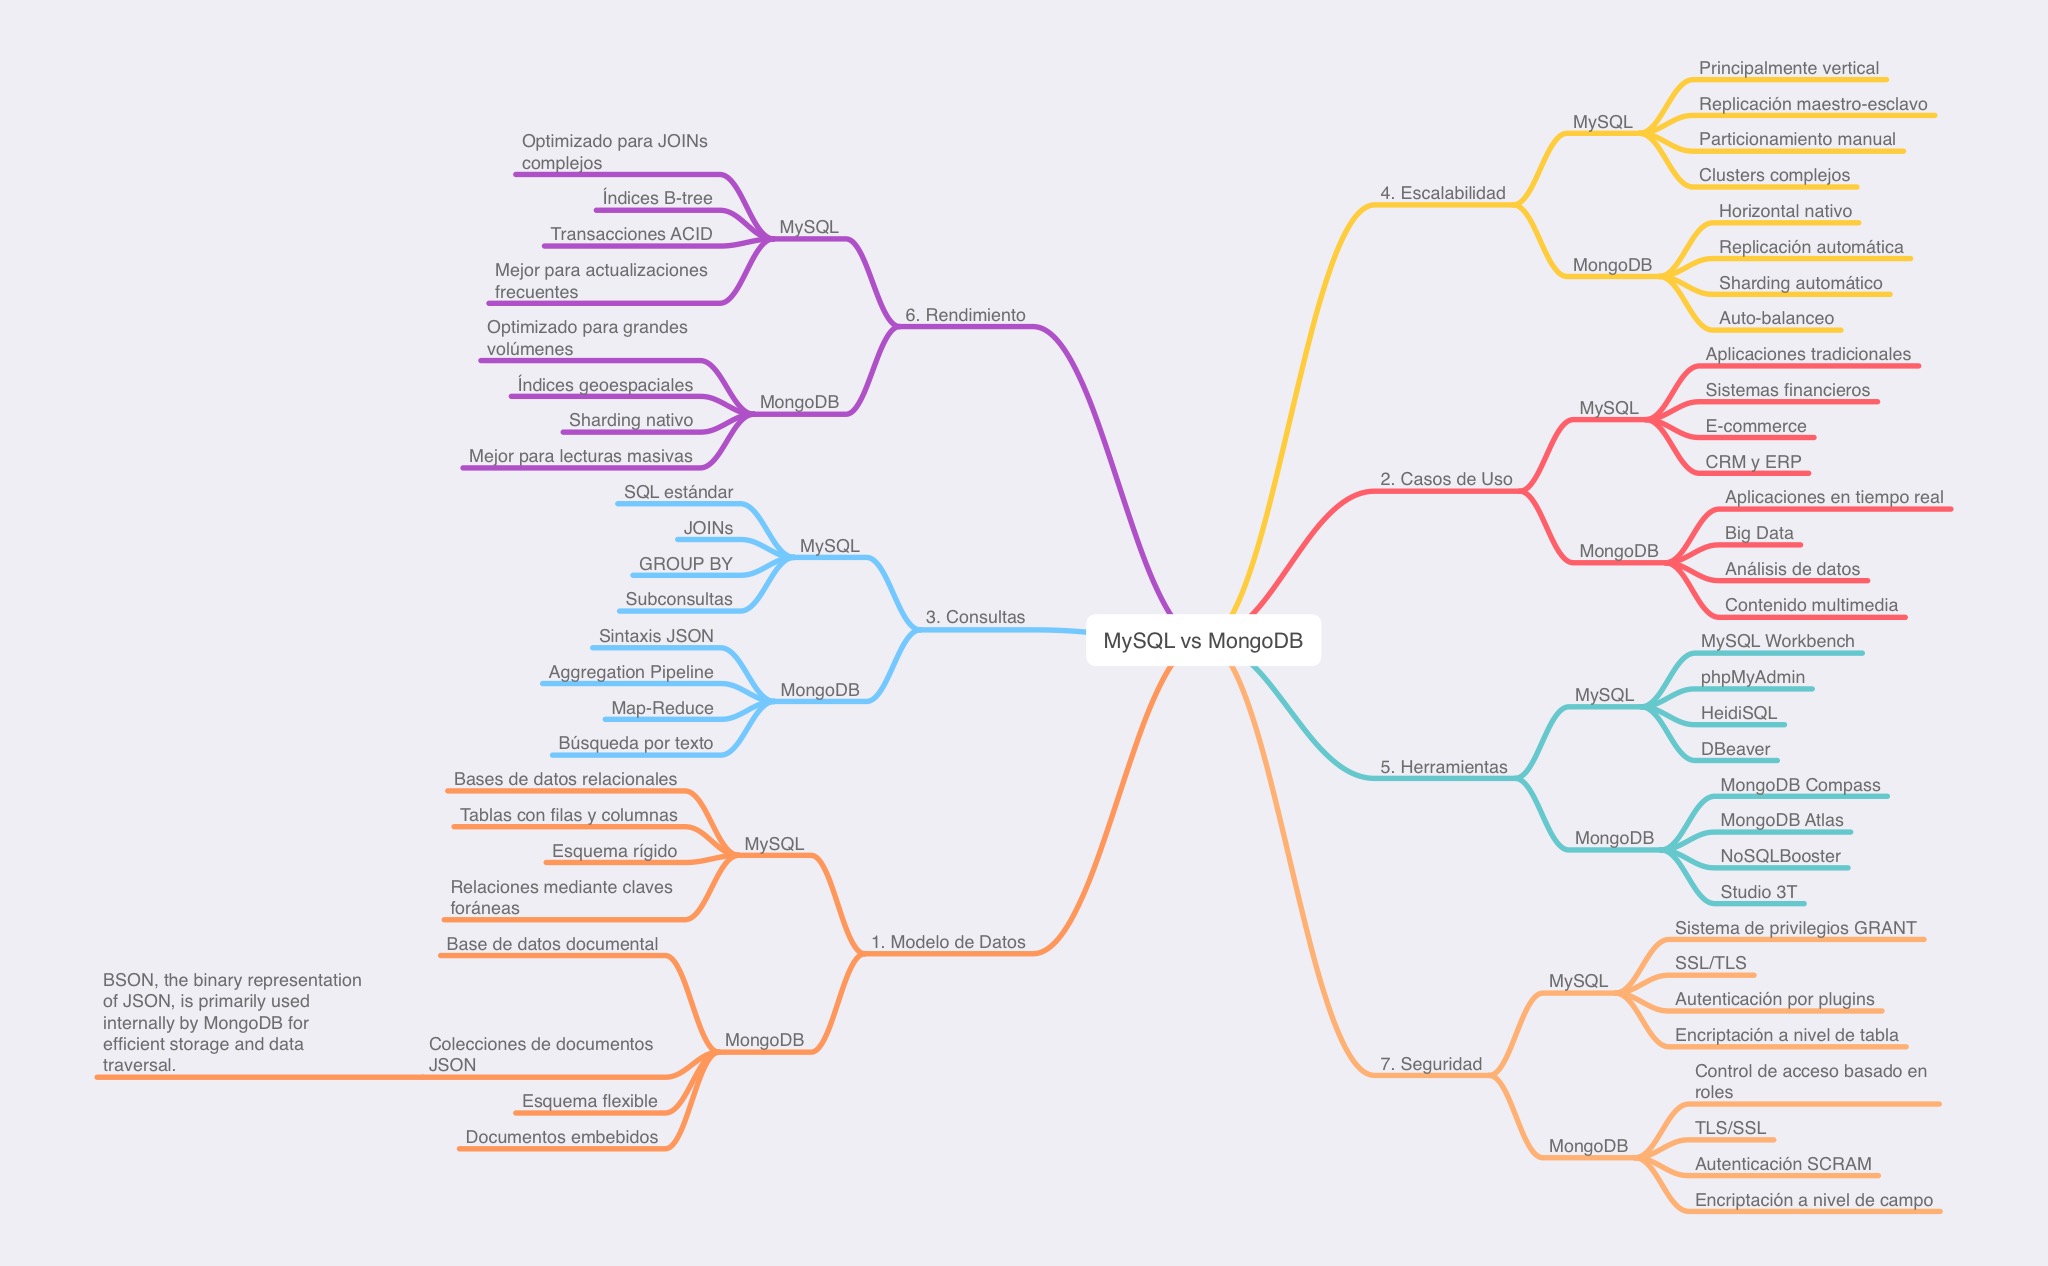 MySQL vs MongoDB
1. Modelo de Datos
MySQL
Bases de datos relacionales
Tablas con filas y columnas
Esquema rígido
Relaciones mediante claves
foráneas
MongoDB
Base de datos documental
Colecciones de documentos
JSON
BSON, the binary representation
of JSON, is primarily used
internally by MongoDB for
efficient storage and data
traversal.
Esquema flexible
Documentos embebidos
2. Casos de Uso
MySQL
Aplicaciones tradicionales
Sistemas financieros
E-commerce
CRM y ERP
MongoDB
Aplicaciones en tiempo real
Big Data
Análisis de datos
Contenido multimedia
3. Consultas
MySQL
SQL estándar
JOINs
GROUP BY
Subconsultas
MongoDB
Sintaxis JSON
Aggregation Pipeline
Map-Reduce
Búsqueda por texto
4. Escalabilidad
MySQL
Principalmente vertical
Replicación maestro-esclavo
Particionamiento manual
Clusters complejos
MongoDB
Horizontal nativo
Replicación automática
Sharding automático
Auto-balanceo
5. Herramientas
MySQL
MySQL Workbench
phpMyAdmin
HeidiSQL
DBeaver
MongoDB
MongoDB Compass
MongoDB Atlas
NoSQLBooster
Studio 3T
6. Rendimiento
MySQL
Optimizado para JOINs
complejos
Índices B-tree
Transacciones ACID
Mejor para actualizaciones
frecuentes
MongoDB
Optimizado para grandes
volúmenes
Índices geoespaciales
Sharding nativo
Mejor para lecturas masivas
7. Seguridad
MySQL
Sistema de privilegios GRANT
SSL/TLS
Autenticación por plugins
Encriptación a nivel de tabla
MongoDB
Control de acceso basado en
roles
TLS/SSL
Autenticación SCRAM
Encriptación a nivel de campo